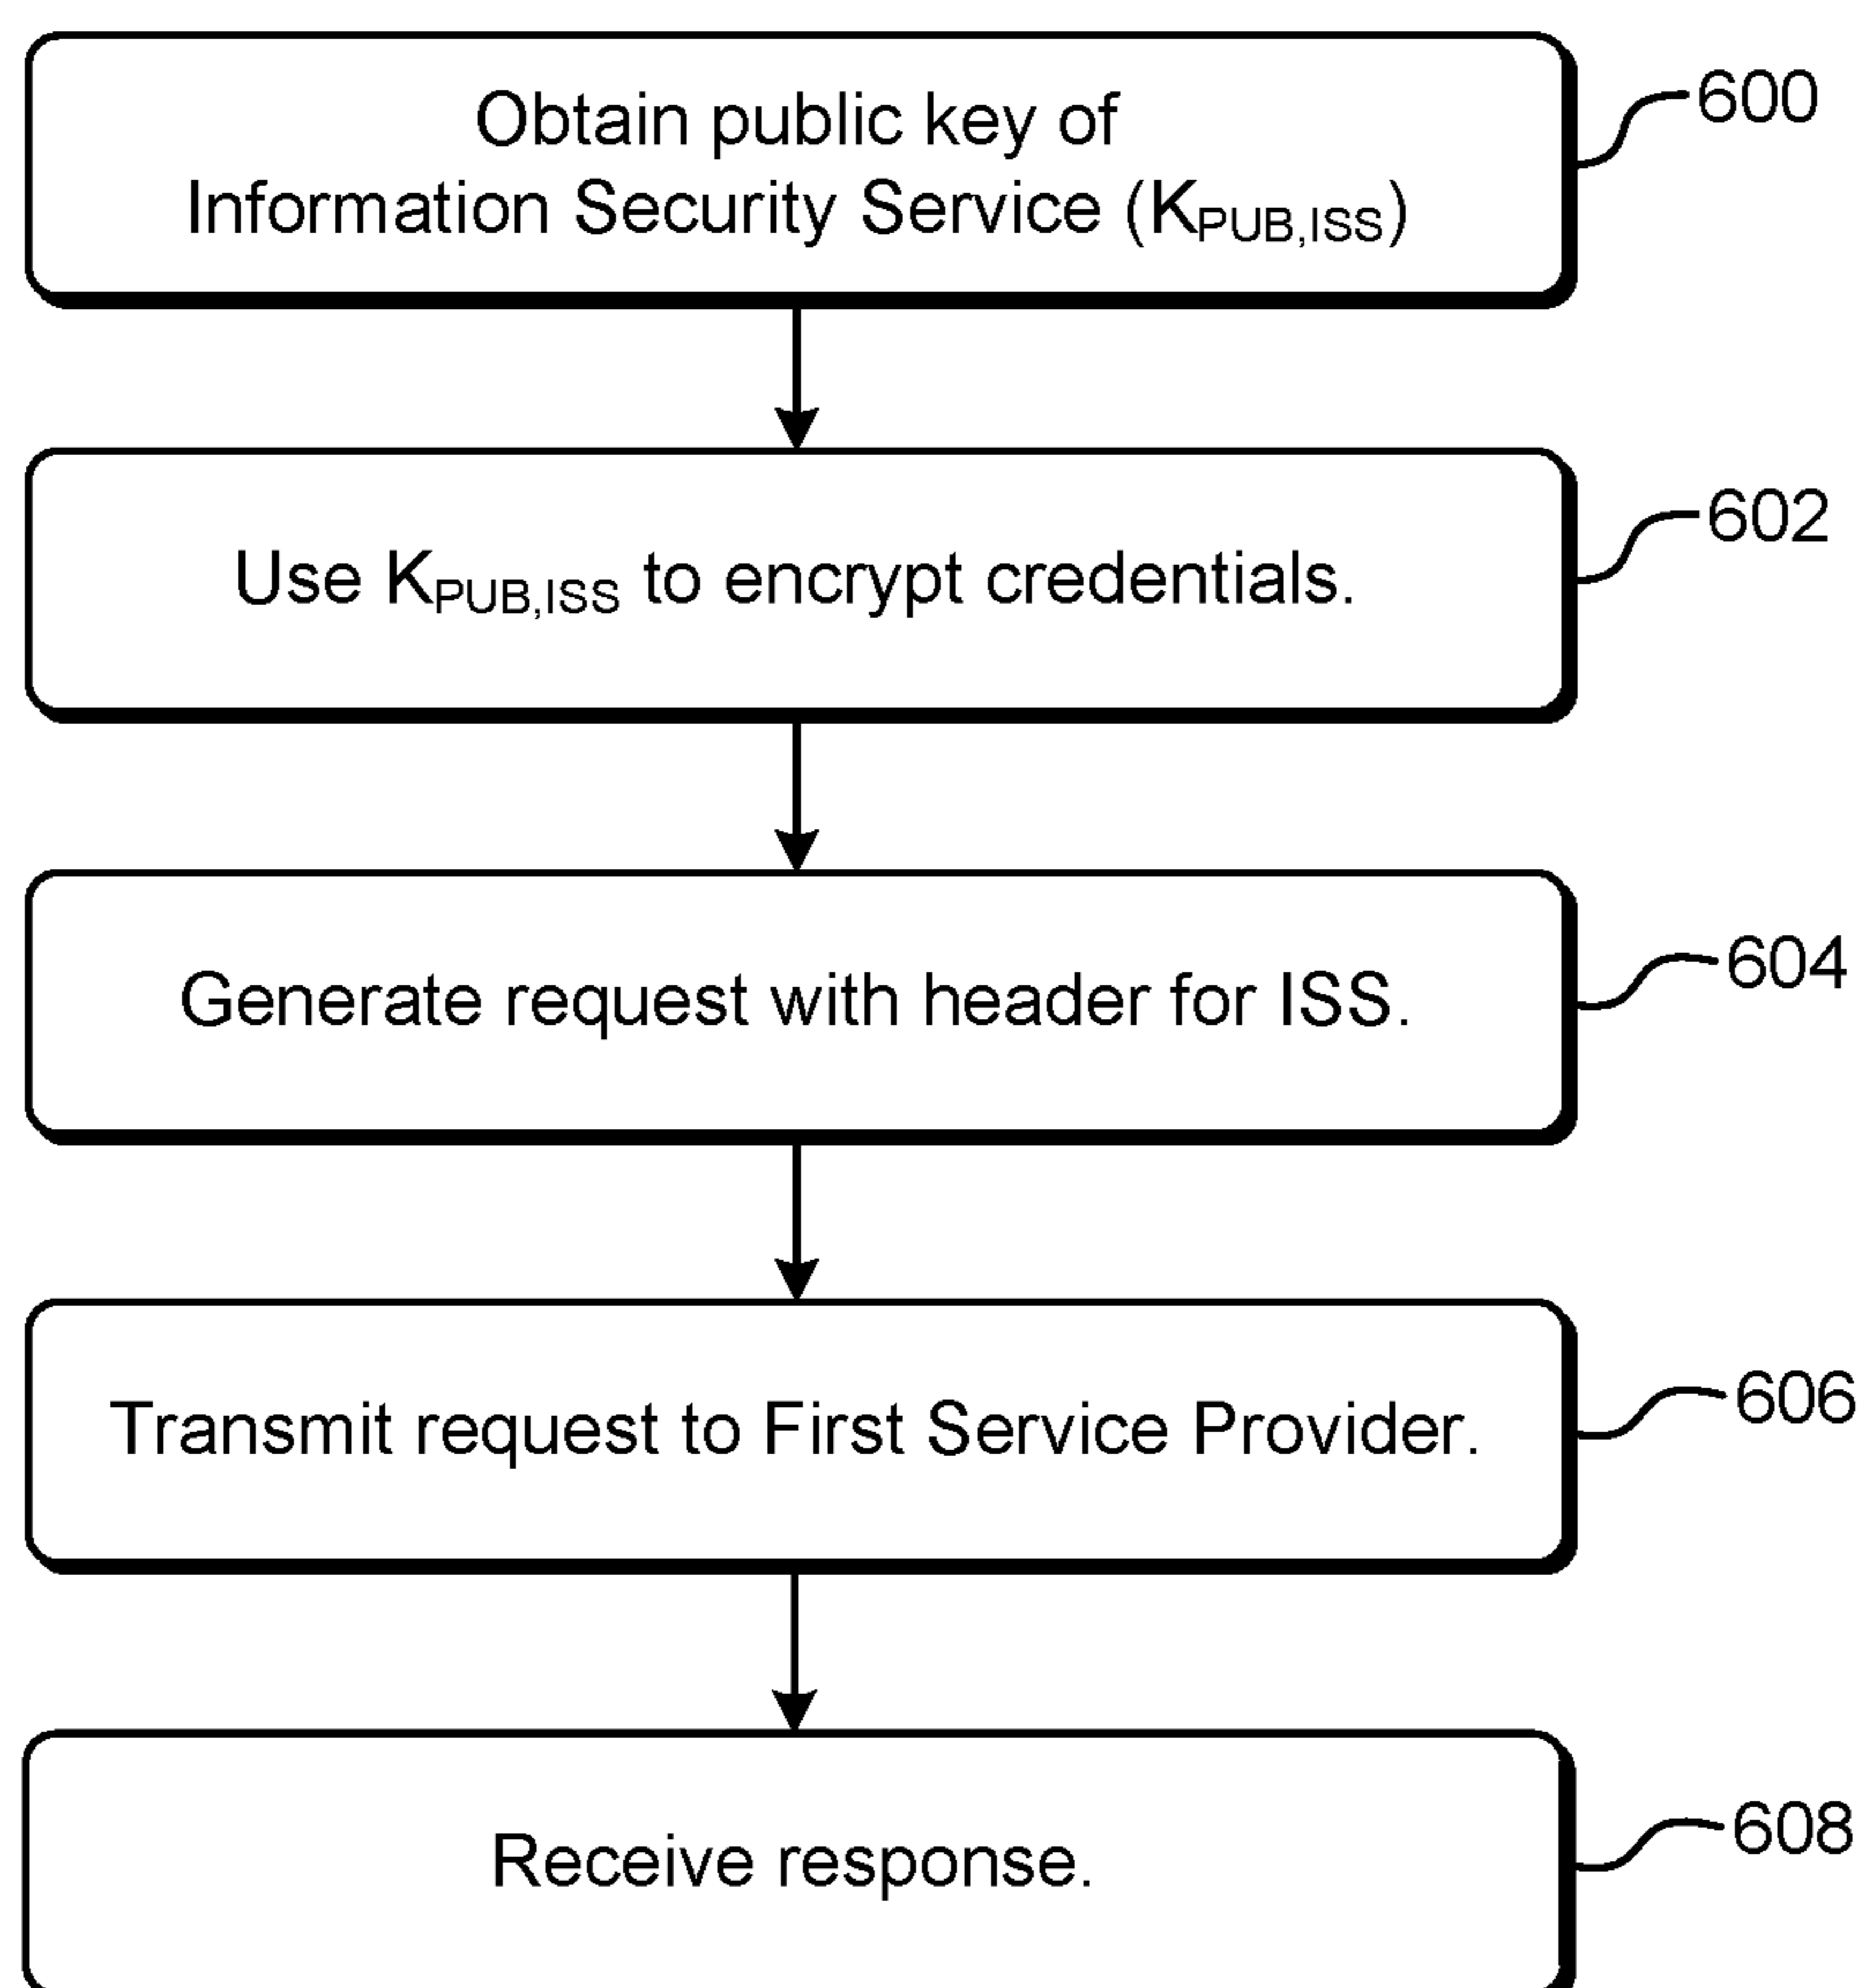 Obtain public key of
600
Information Security Service (KPUB,ISS)
602
Use KPUB,ISS to encrypt credentials.
604
Generate request with header for ISS.
606
Transmit request to First Service Provider.
608
Receive response.